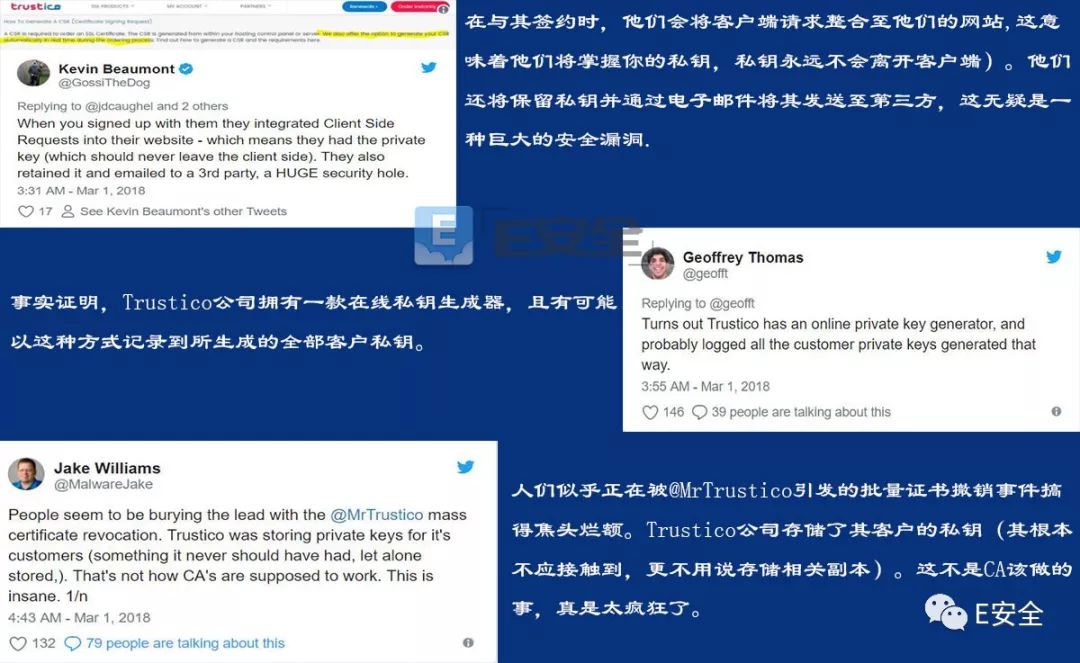 trustico
SSL PRODUCTS
MY ACCOUNT
PARTNERS
Renewals
Order Instantly
How To Generate A CSR (Certificate Signing Request)
A CSR is required to order an SSL Certificate. The CSR is generated from within your hosting control panel or server. We also offer the option to generate your CSR
automatically in real time during the ordering process. Find out how to generate a CSR and the requirements here.
Kevin Beaumont
@GossiTheDog
Replying to @jdcaughel and 2 others
When you signed up with them they integrated Client Side
Requests into their website - which means they had the private
key (which should never leave the client side). They also
retained it and emailed to a 3rd party, a HUGE security hole.
3:31 AM - Mar 1, 2018
17 See Kevin Beaumont's other Tweets
在与其签约时，他们会将客户端请求整合至他们的网站,这意
味着他们将掌握你的私钥，私钥永远不会离开客户端）。他们
还将保留私钥并通过电子邮件将其发送至第三方，这无疑是一
种巨大的安全漏洞.
E E安全
事实证明，Trustico公司拥有一款在线私钥生成器，且有可能
以这种方式记录到所生成的全部客户私钥。
Geoffrey Thomas
@geofft
Replying to @geofft
Turns out Trustico has an online private key generator, and
probably logged all the customer private keys generated that
way.
3:55 AM - Mar 1, 2018
146 39 people are talking about this
Jake Williams
@MalwareJake
People seem to be burying the lead with the @MrTrustico mass
certificate revocation. Trustico was storing private keys for it's
customers (something it never should have had, let alone
stored,). That's not how CA's are supposed to work. This is
insane. 1/n
4:43 AM - Mar 1, 2018
132 79 people are talking about this
人们似乎正在被@MrTrustico引发的批量证书撤销事件搞
得焦头烂额。Trustico公司存储了其客户的私钥（其根本
不应接触到，更不用说存储相关副本）。这不是CA该做的
事，真是太疯狂了。
E安全